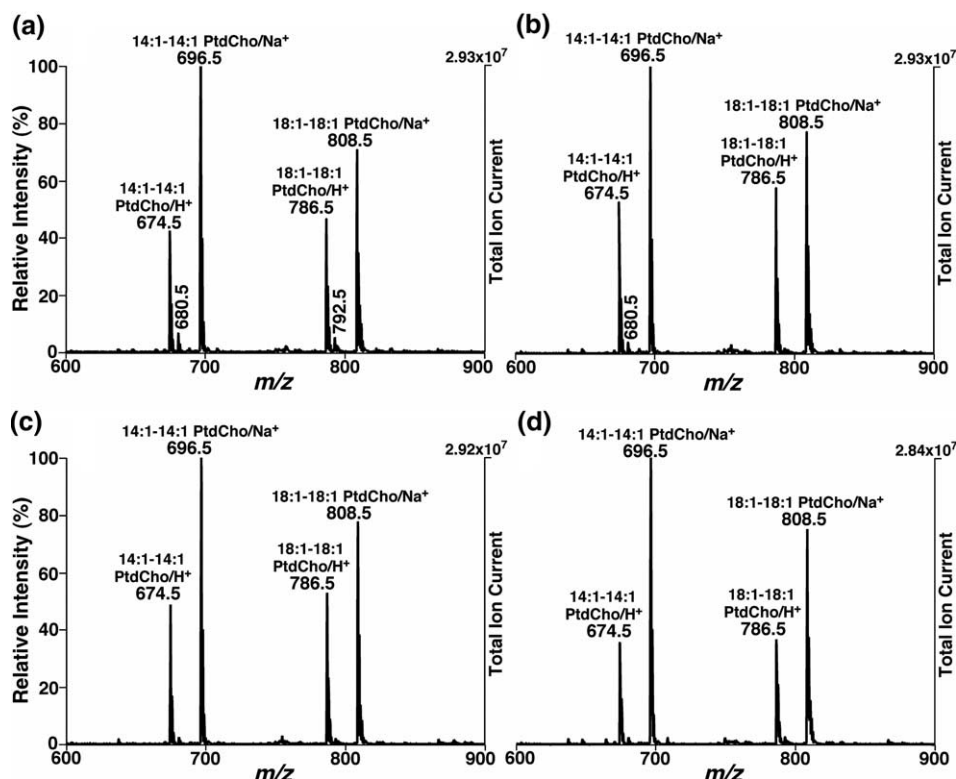 (a)
14:1-14:1 PtdCho/Na⁺
696.5
2.93x10⁷
100
80
60
40
20
0
Relative Intensity (%)
18:1-18:1 PtdCho/Na⁺
808.5
18:1-18:1
PtdCho/H⁺
786.5
14:1-14:1
PtdCho/H⁺
674.5
680.5
792.5
Total Ion Current
600
700
800
900
m/z
(b)
14:1-14:1 PtdCho/Na⁺
696.5
2.93x10⁷
18:1-18:1 PtdCho/Na⁺
808.5
18:1-18:1
PtdCho/H⁺
786.5
14:1-14:1
PtdCho/H⁺
674.5
680.5
Total Ion Current
600
700
800
900
m/z
(c)
14:1-14:1 PtdCho/Na⁺
696.5
2.92x10⁷
100
80
60
40
20
0
Relative Intensity (%)
18:1-18:1 PtdCho/Na⁺
808.5
18:1-18:1
PtdCho/H⁺
786.5
14:1-14:1
PtdCho/H⁺
674.5
Total Ion Current
600
700
800
900
m/z
(d)
14:1-14:1 PtdCho/Na⁺
696.5
2.84x10⁷
18:1-18:1 PtdCho/Na⁺
808.5
14:1-14:1
PtdCho/H⁺
674.5
18:1-18:1
PtdCho/H⁺
786.5
Total Ion Current
600
700
800
900
m/z